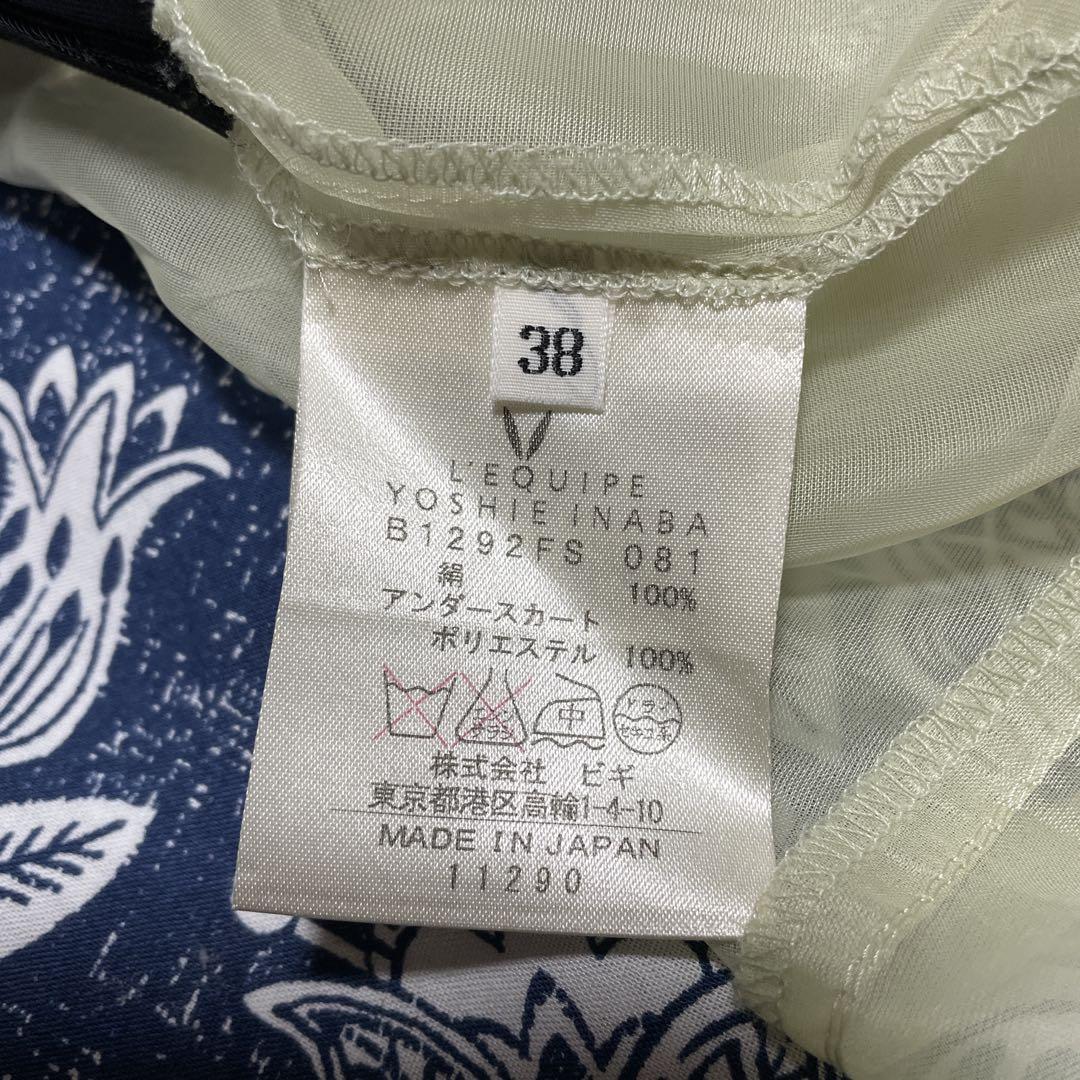 38
L'EQUIPE
YOSHIE INABA
B1292FS 081
絹 100%
アンダースカート
ポリエステル 100%
中
株式会社 ビギ
東京都港区高輪1-4-10
MADE IN JAPAN
11290